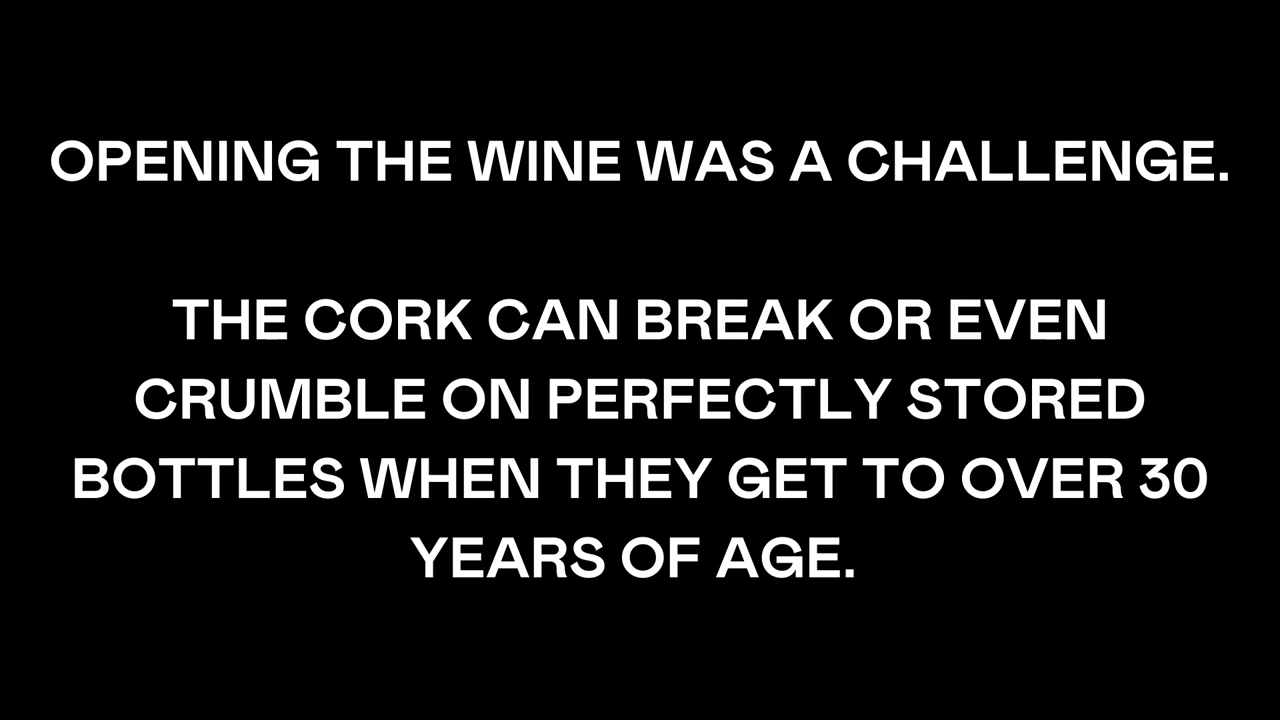 OPENING THE WINE WAS A CHALLENGE.
THE CORK CAN BREAK OR EVEN
CRUMBLE ON PERFECTLY STORED
BOTTLES WHEN THEY GET TO OVER 30
YEARS OF AGE.